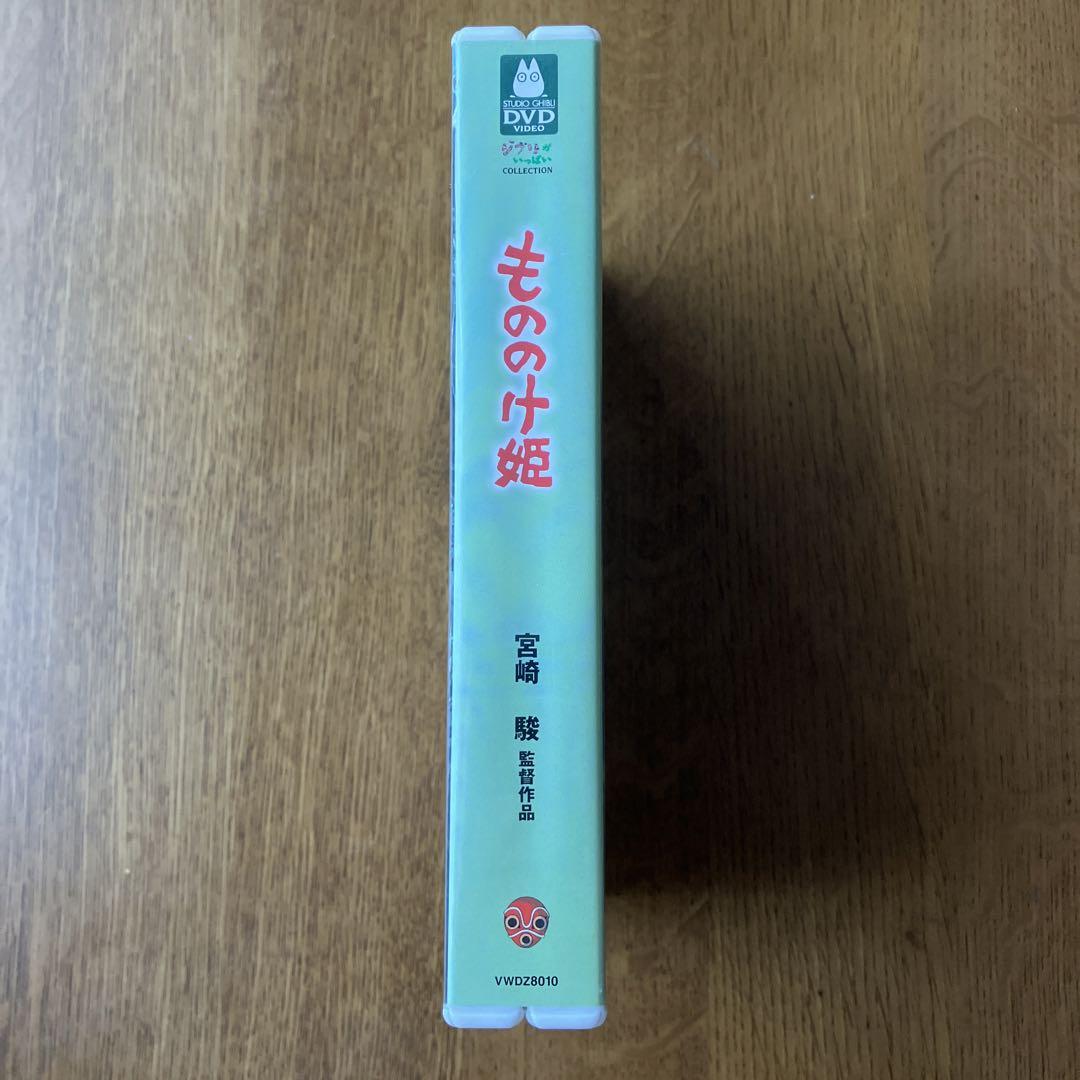 STUDIO GHIBLI
DVD
VIDEO
ジブリが
いっぱい
COLLECTION
もののけ姫
宮崎 駿 監督作品
VWDZ8010